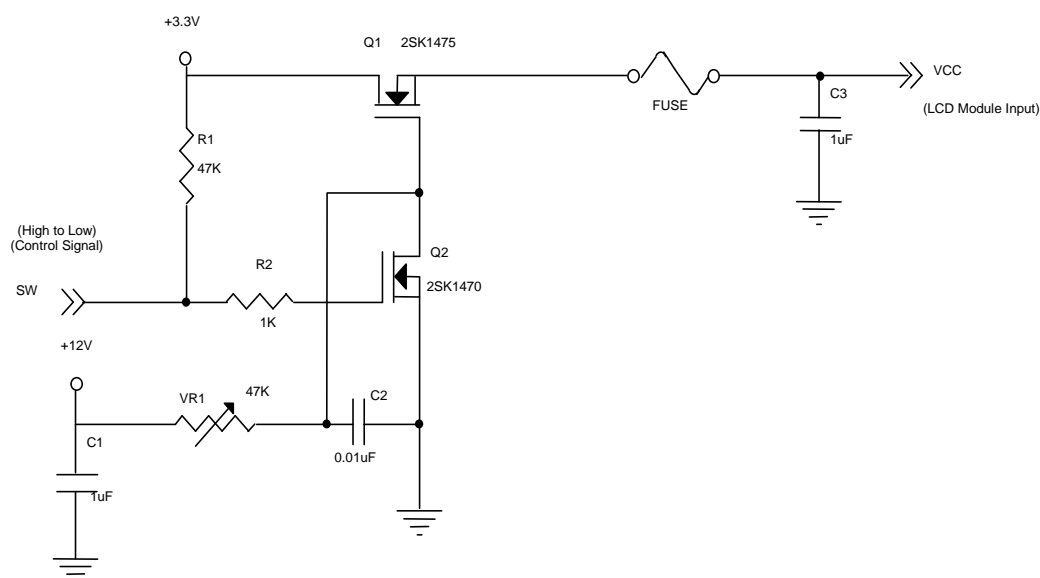 +3.3V
Q1 2SK1475
VCC
FUSE
C3
(LCD Module Input)
R1
1uF
47K
(High to Low)
(Control Signal)
Q2
R2
SW
2SK1470
1K
+12V
VR1
47K
C2
C1
0.01uF
1uF